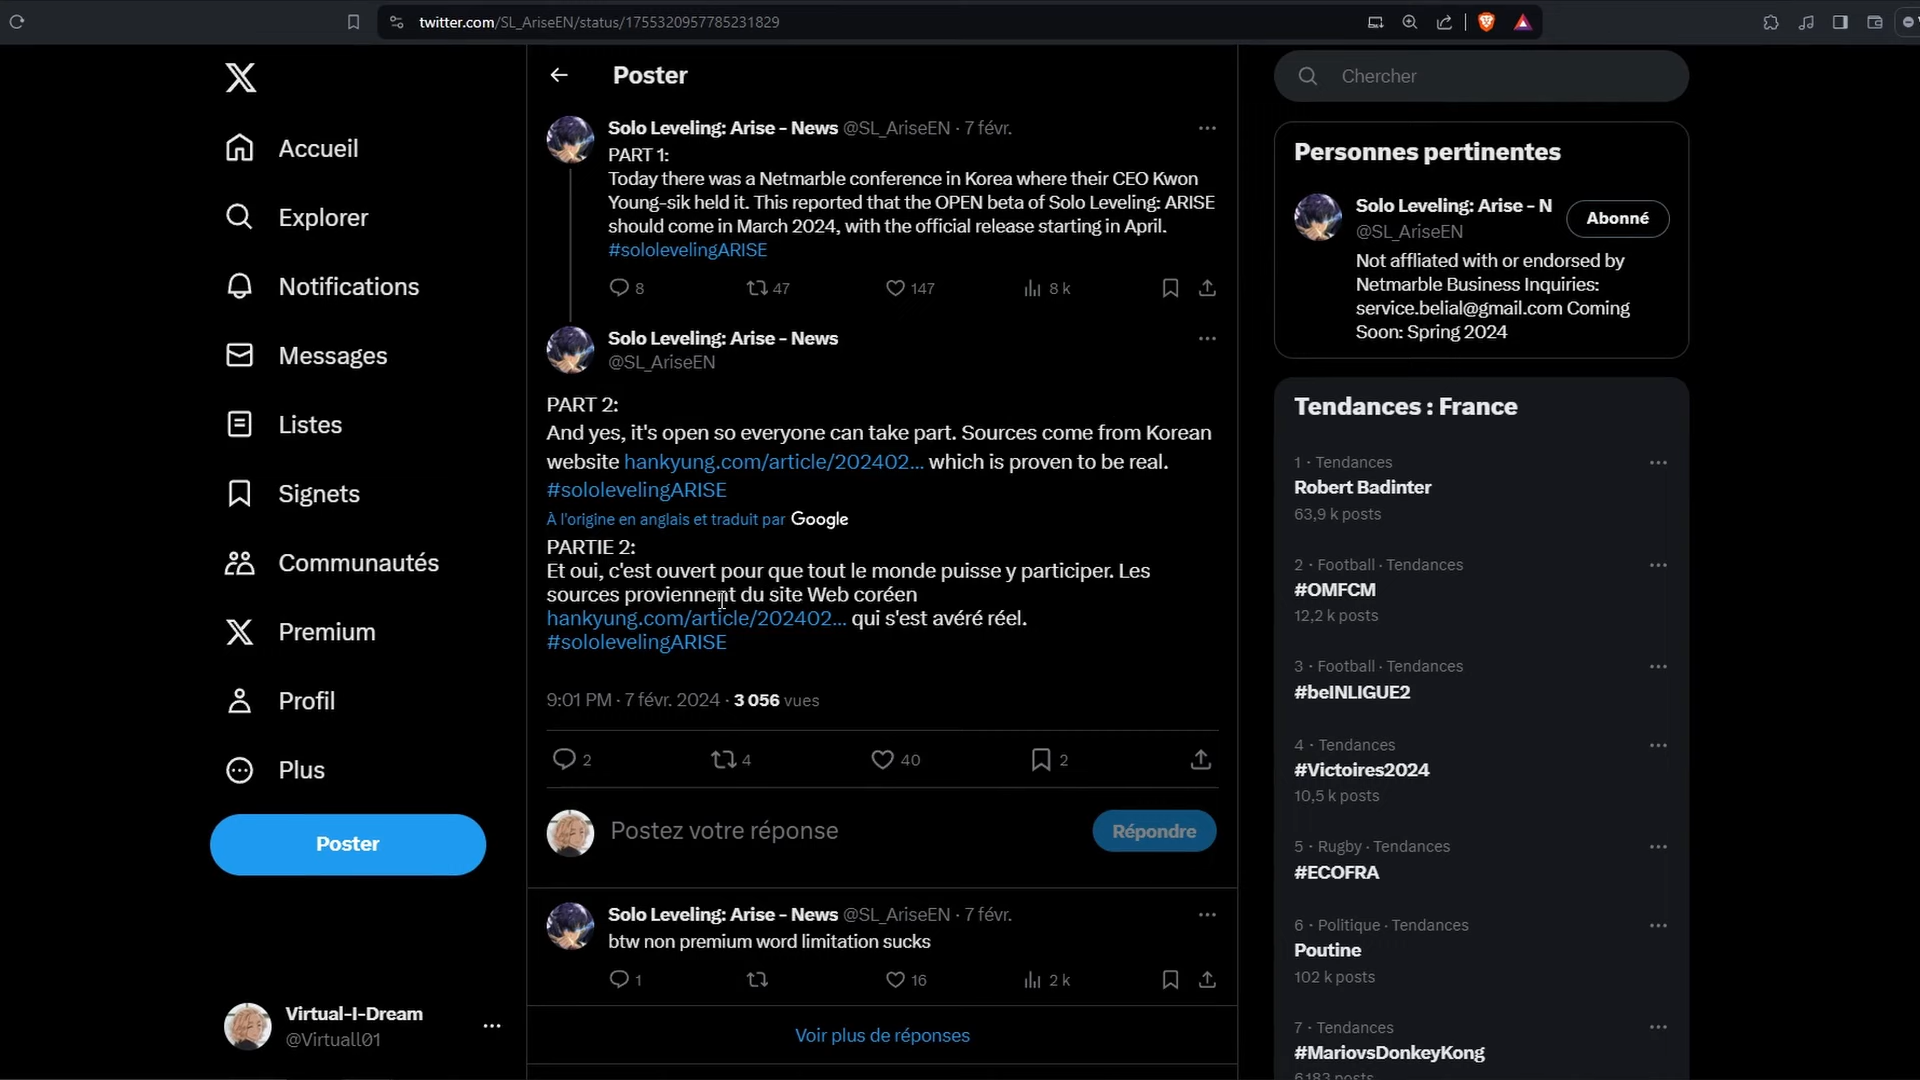 twitter.com/SL_AriseEN/status/1755320957785231829
Accueil
Explorer
Notifications
Messages
Listes
Signets
Communautés
Premium
Profil
Plus
Poster
Virtual-I-Dream
@Virtuall01
Poster
Solo Leveling: Arise - News @SL_AriseEN · 7 févr.
PART 1:
Today there was a Netmarble conference in Korea where their CEO Kwon
Young-sik held it. This reported that the OPEN beta of Solo Leveling: ARISE
should come in March 2024, with the official release starting in April.
#sololevelingARISE
8 47 147 8 k
Solo Leveling: Arise - News
@SL_AriseEN
PART 2:
And yes, it's open so everyone can take part. Sources come from Korean
website hankyung.com/article/202402... which is proven to be real.
#sololevelingARISE
À l'origine en anglais et traduit par Google
PARTIE 2:
Et oui, c'est ouvert pour que tout le monde puisse y participer. Les
sources proviennent du site Web coréen
hankyung.com/article/202402... qui s'est avéré réel.
#sololevelingARISE
9:01 PM · 7 févr. 2024 · 3 056 vues
2 4 40 2
Postez votre réponse
Répondre
Solo Leveling: Arise - News @SL_AriseEN · 7 févr.
btw non premium word limitation sucks
1 16 2 k
Voir plus de réponses
Chercher
Personnes pertinentes
Solo Leveling: Arise - N
@SL_AriseEN
Abonné
Not affliated with or endorsed by
Netmarble Business Inquiries:
service.belial@gmail.com Coming
Soon: Spring 2024
Tendances : France
1 · Tendances
Robert Badinter
63,9 k posts
2 · Football · Tendances
#OMFCM
12,2 k posts
3 · Football · Tendances
#beINLIGUE2
4 · Tendances
#Victoires2024
10,5 k posts
5 · Rugby · Tendances
#ECOFRA
6 · Politique · Tendances
Poutine
102 k posts
7 · Tendances
#MariovsDonkeyKong
6 183 posts